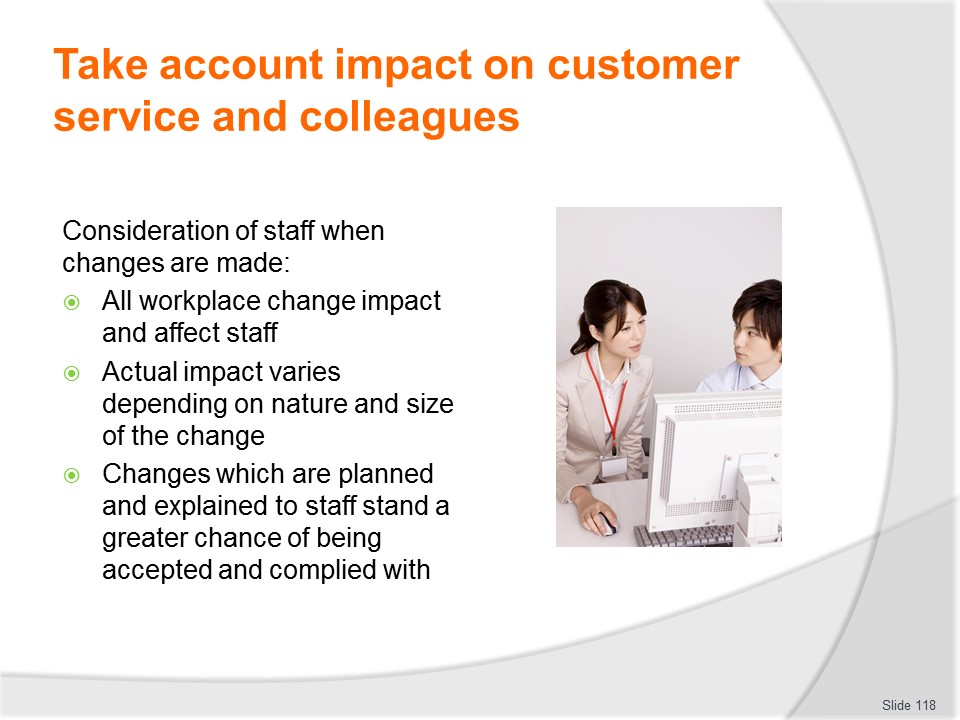 Take account impact on customer
service and colleagues
Consideration of staff when
changes are made:
All workplace change impact
and affect staff
Actual impact varies
depending on nature and size
of the change
Changes which are planned
and explained to staff stand a
greater chance of being
accepted and complied with
Slide 118